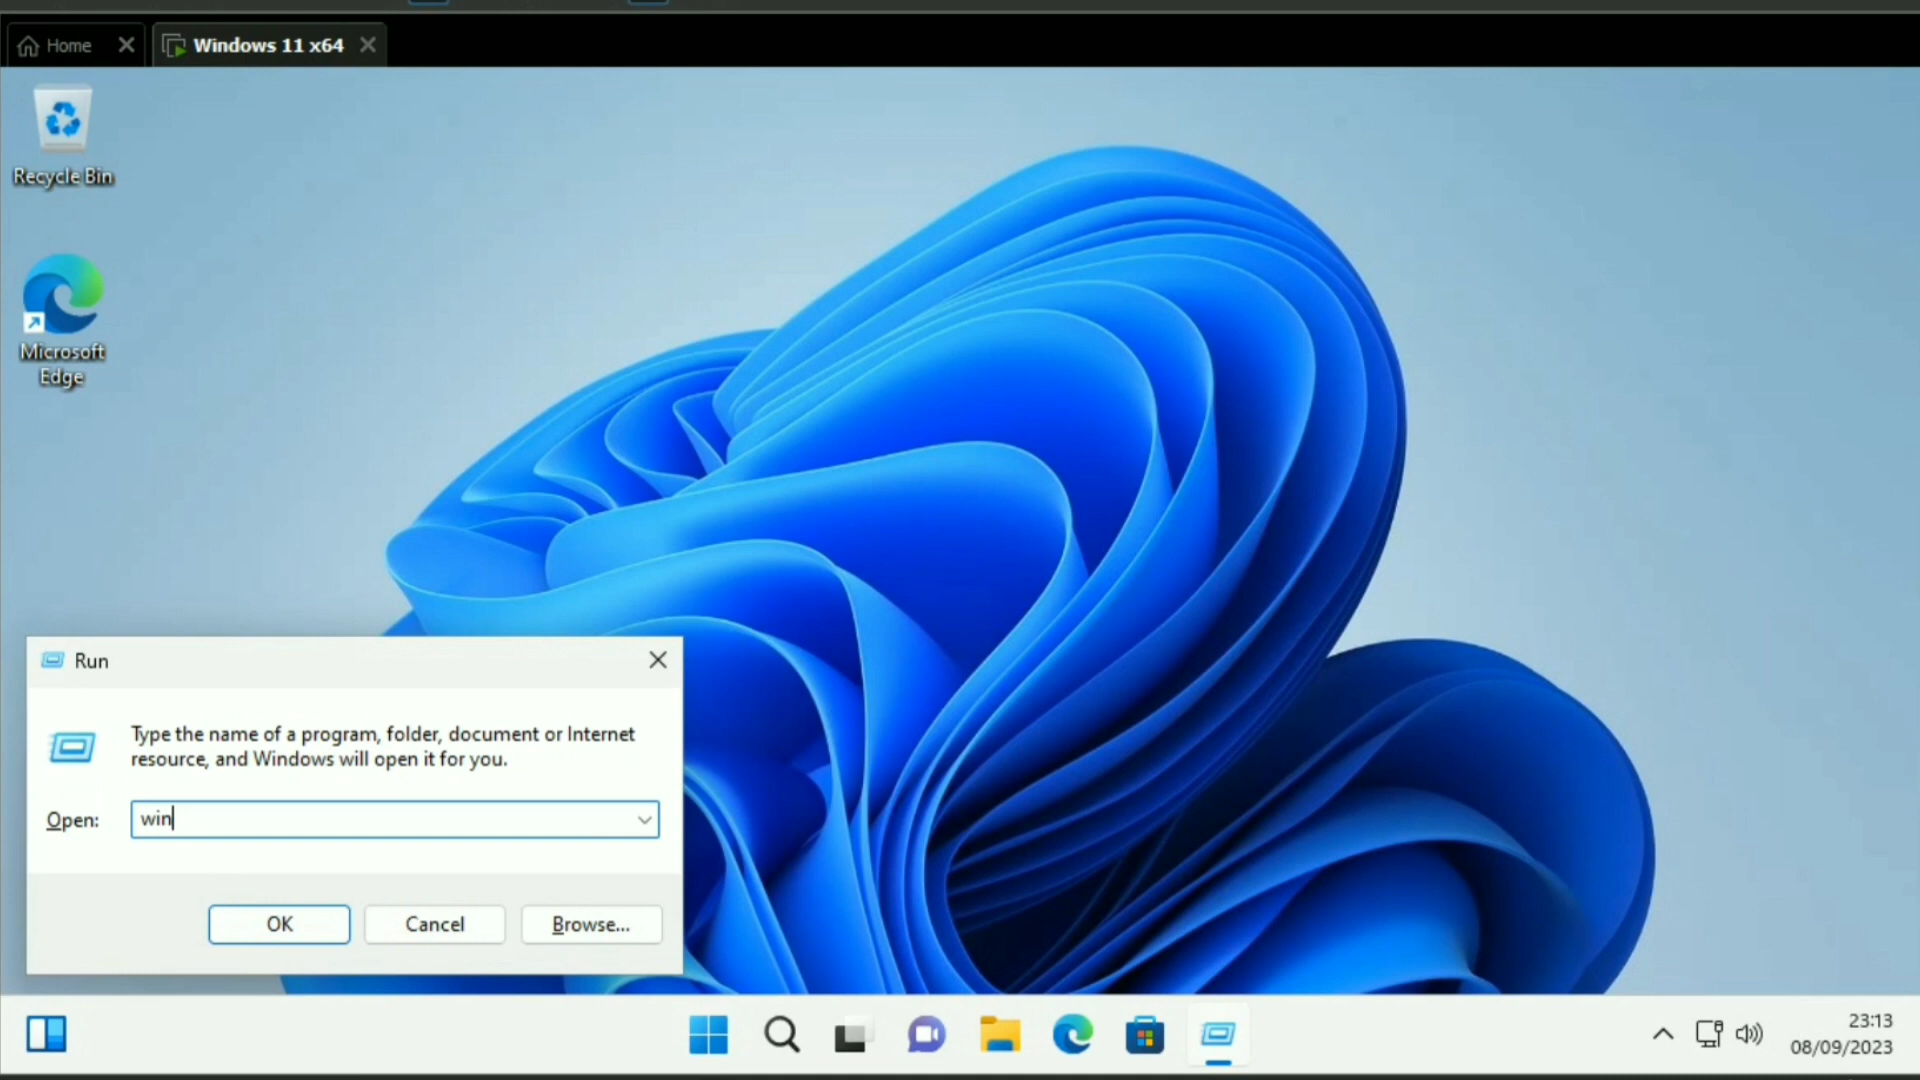 Home
Windows 11 x64
Recycle Bin
Microsoft
Edge
Run
Type the name of a program, folder, document or Internet
resource, and Windows will open it for you.
Open:
win
OK
Cancel
Browse...
23:13
08/09/2023